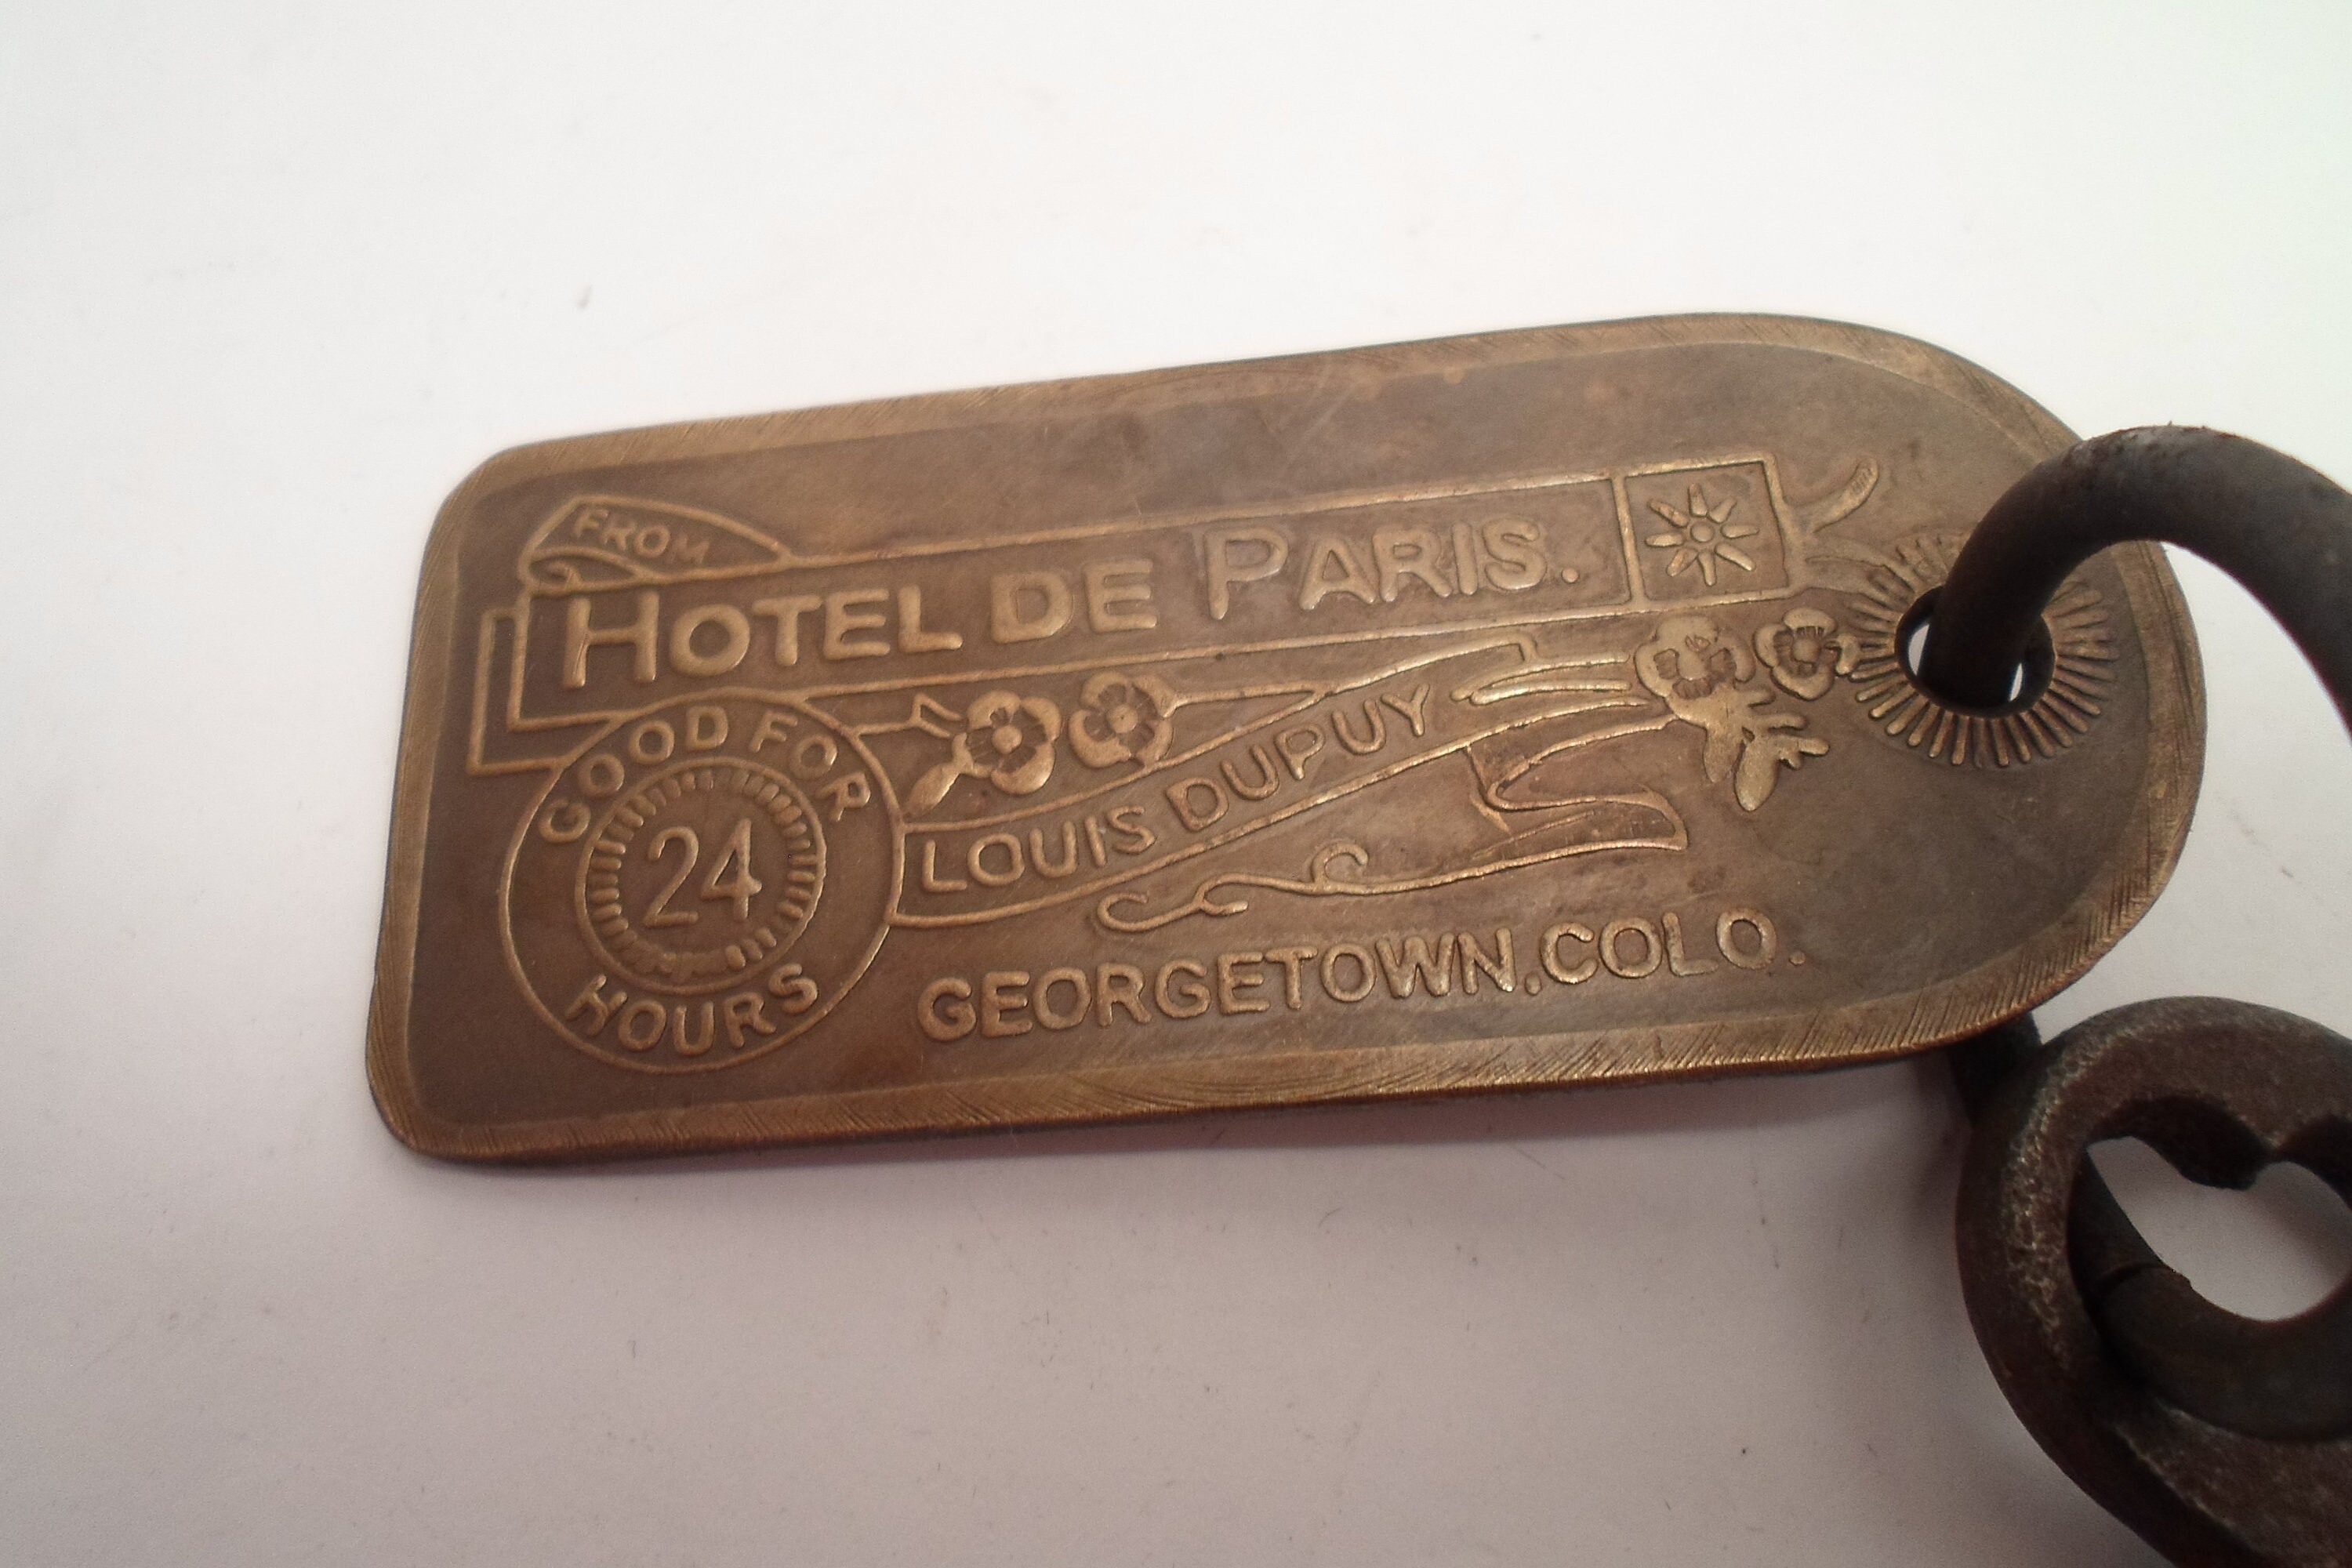 FROM
HOTEL DE PARIS.
GOOD FOR
24
HOURS
LOUIS DUPUY
GEORGETOWN, COLO.